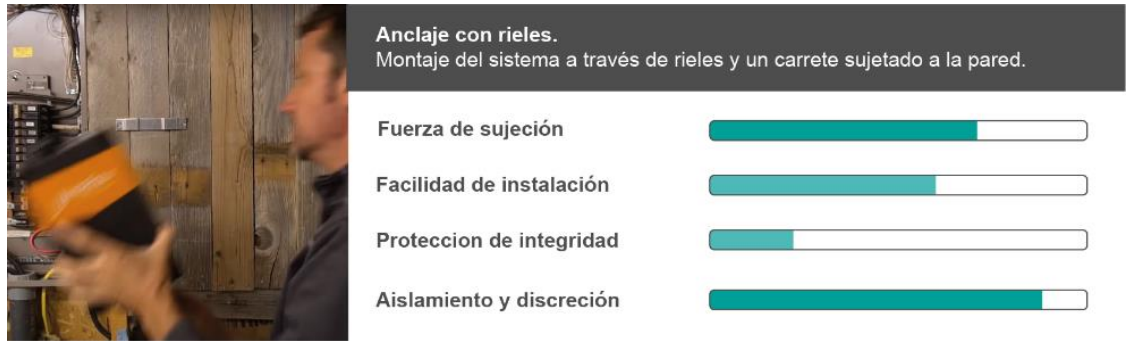 Anclaje con rieles.
Montaje del sistema a través de rieles y un carrete sujetado a la pared.
Fuerza de sujeción
Facilidad de instalación
Proteccion de integridad
Aislamiento y discreción